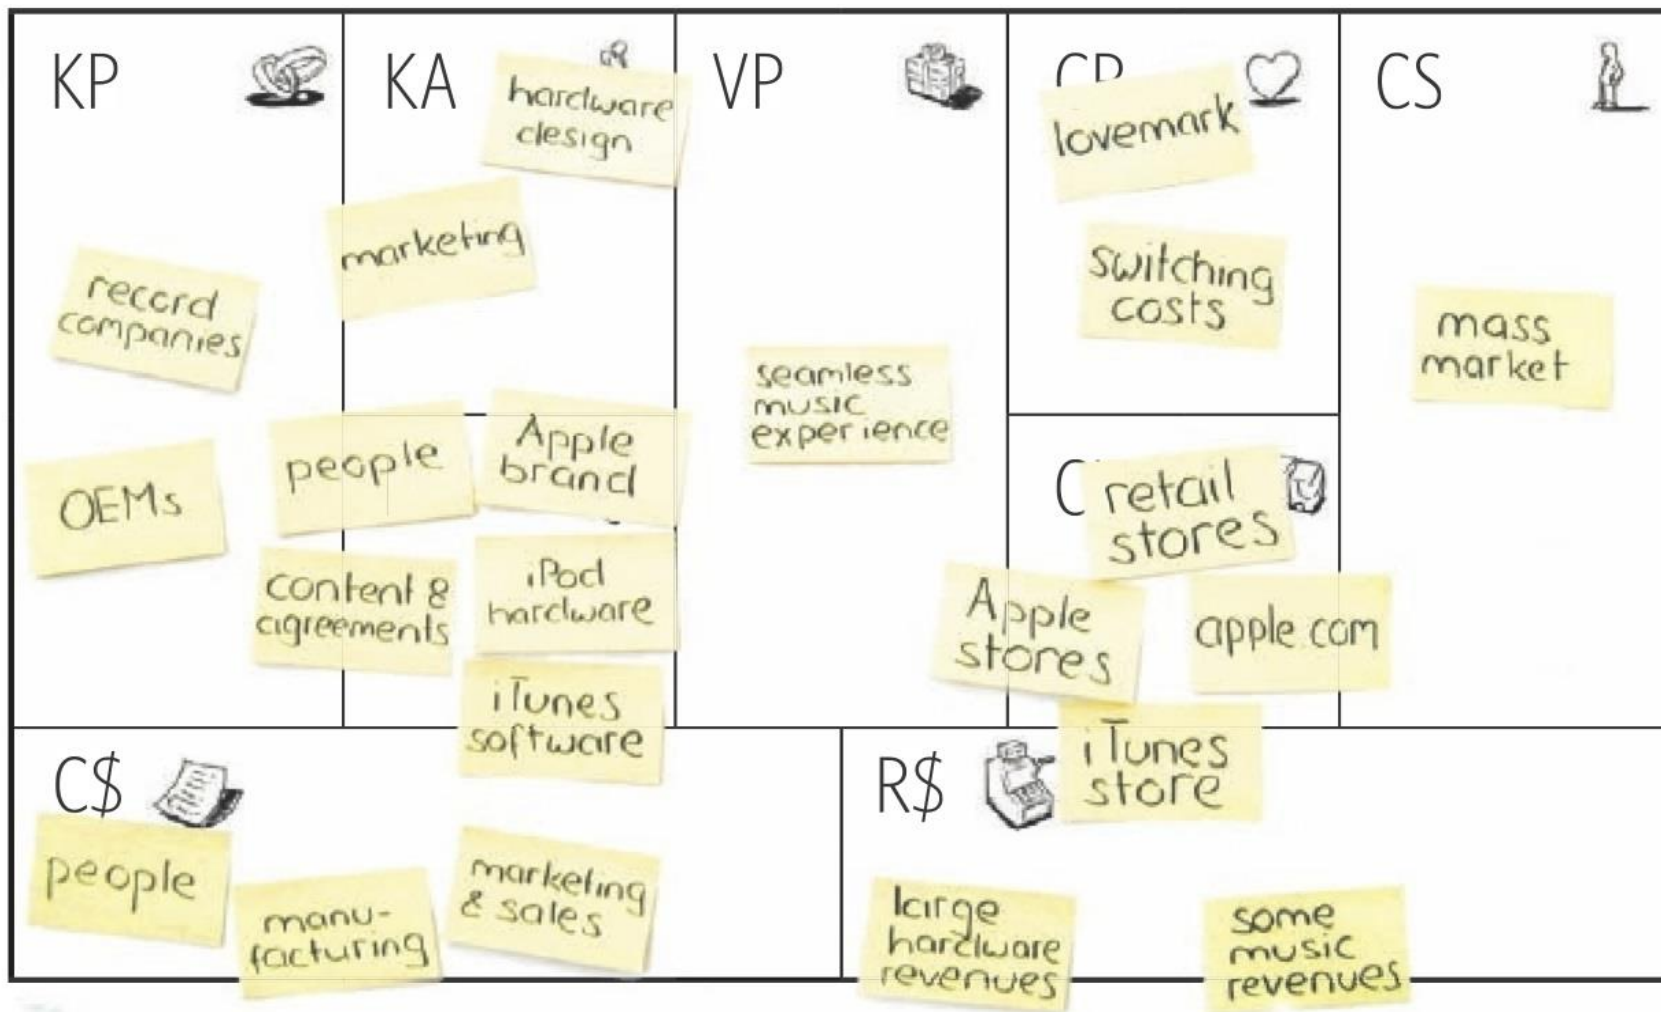 KP
KA
hardware
design
marketing
record
companies
OEMs
people
Apple
brand
content &
agreements
iPod
hardware
iTunes
software
VP
seamless
music
experience
CR
lovemark
switching
costs
C
retail
stores
Apple
stores
apple.com
iTunes
store
CS
mass
market
C$
people
manu-
facturing
marketing
& sales
R$
large
hardware
revenues
some
music
revenues